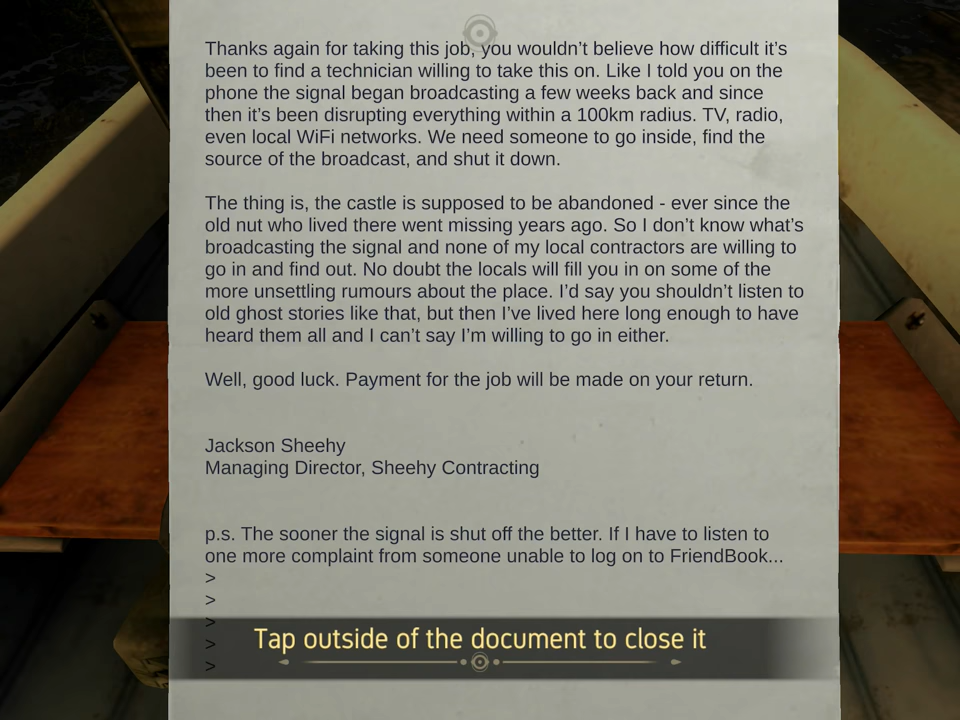 Thanks again for taking this job, you wouldn’t believe how difficult it’s
been to find a technician willing to take this on. Like I told you on the
phone the signal began broadcasting a few weeks back and since
then it’s been disrupting everything within a 100km radius. TV, radio,
even local WiFi networks. We need someone to go inside, find the
source of the broadcast, and shut it down.
The thing is, the castle is supposed to be abandoned - ever since the
old nut who lived there went missing years ago. So I don’t know what’s
broadcasting the signal and none of my local contractors are willing to
go in and find out. No doubt the locals will fill you in on some of the
more unsettling rumours about the place. I’d say you shouldn’t listen to
old ghost stories like that, but then I’ve lived here long enough to have
heard them all and I can’t say I’m willing to go in either.
Well, good luck. Payment for the job will be made on your return.
Jackson Sheehy
Managing Director, Sheehy Contracting
p.s. The sooner the signal is shut off the better. If I have to listen to
one more complaint from someone unable to log on to FriendBook...
>
>
>
>
>
Tap outside of the document to close it